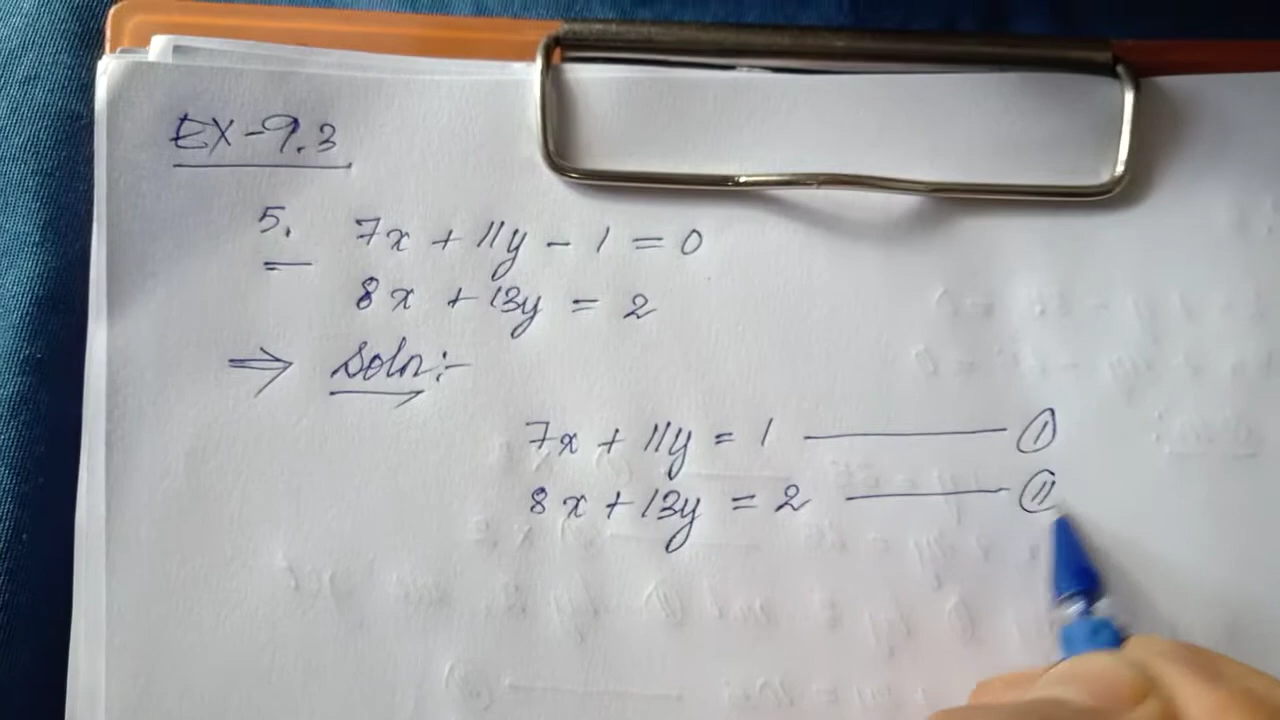 EX-9.3
5. 7x + 11y - 1 = 0
8x + 13y = 2
⇒ Soln:-
7x + 11y = 1 ——— (i)
8x + 13y = 2 ——— (ii)